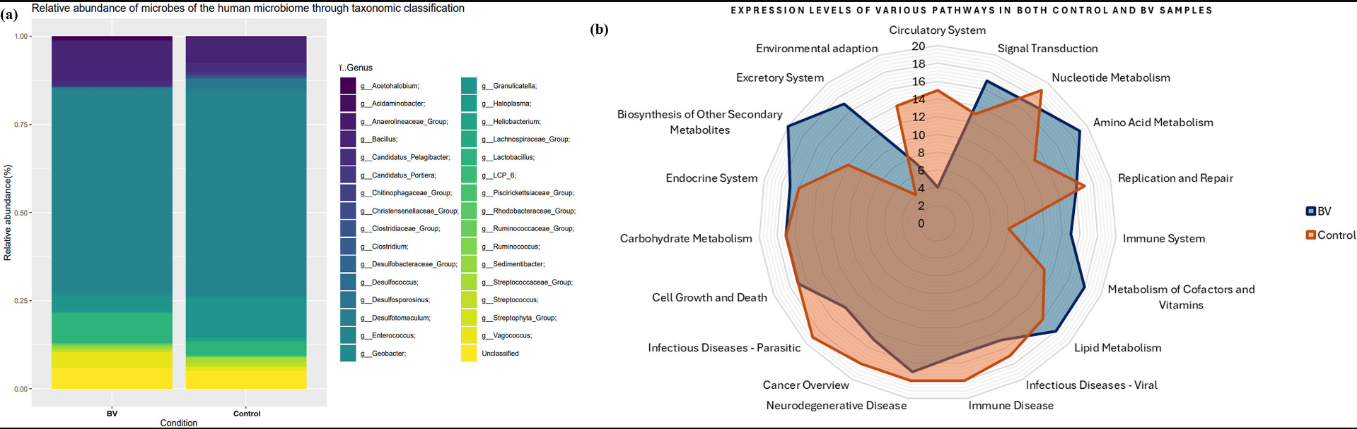 (a)
Relative abundance of microbes of the human microbiome through taxonomic classification
Relative abundance(%)
1.00
0.75
0.50
0.25
0.00
BV
Control
Condition
ï..Genus
g__Acetohalobium;
g__Acidaminobacter;
g__Anaerolineaceae_Group;
g__Bacillus;
g__Candidatus_Pelagibacter;
g__Candidatus_Portiera;
g__Chitinophagaceae_Group;
g__Christensenellaceae_Group;
g__Clostridiaceae_Group;
g__Clostridium;
g__Desulfobacteraceae_Group;
g__Desulfococcus;
g__Desulfosporosinus;
g__Desulfotomaculum;
g__Enterococcus;
g__Geobacter;
g__Granulicatella;
g__Haloplasma;
g__Heliobacterium;
g__Lachnospiraceae_Group;
g__Lactobacillus;
g__LCP_6;
g__Piscirickettsiaceae_Group;
g__Rhodobacteraceae_Group;
g__Ruminococcaceae_Group;
g__Ruminococcus;
g__Sedimentibacter;
g__Streptococcaceae_Group;
g__Streptococcus;
g__Streptophyta_Group;
g__Vagococcus;
Unclassified
(b)
EXPRESSION LEVELS OF VARIOUS PATHWAYS IN BOTH CONTROL AND BV SAMPLES
Circulatory System
Signal Transduction
Nucleotide Metabolism
Amino Acid Metabolism
Replication and Repair
Immune System
Metabolism of Cofactors and
Vitamins
Lipid Metabolism
Infectious Diseases - Viral
Immune Disease
Neurodegenerative Disease
Cancer Overview
Infectious Diseases - Parasitic
Cell Growth and Death
Carbohydrate Metabolism
Endocrine System
Biosynthesis of Other Secondary
Metabolites
Excretory System
Environmental adaption
20
18
16
14
12
10
8
6
4
2
0
BV
Control